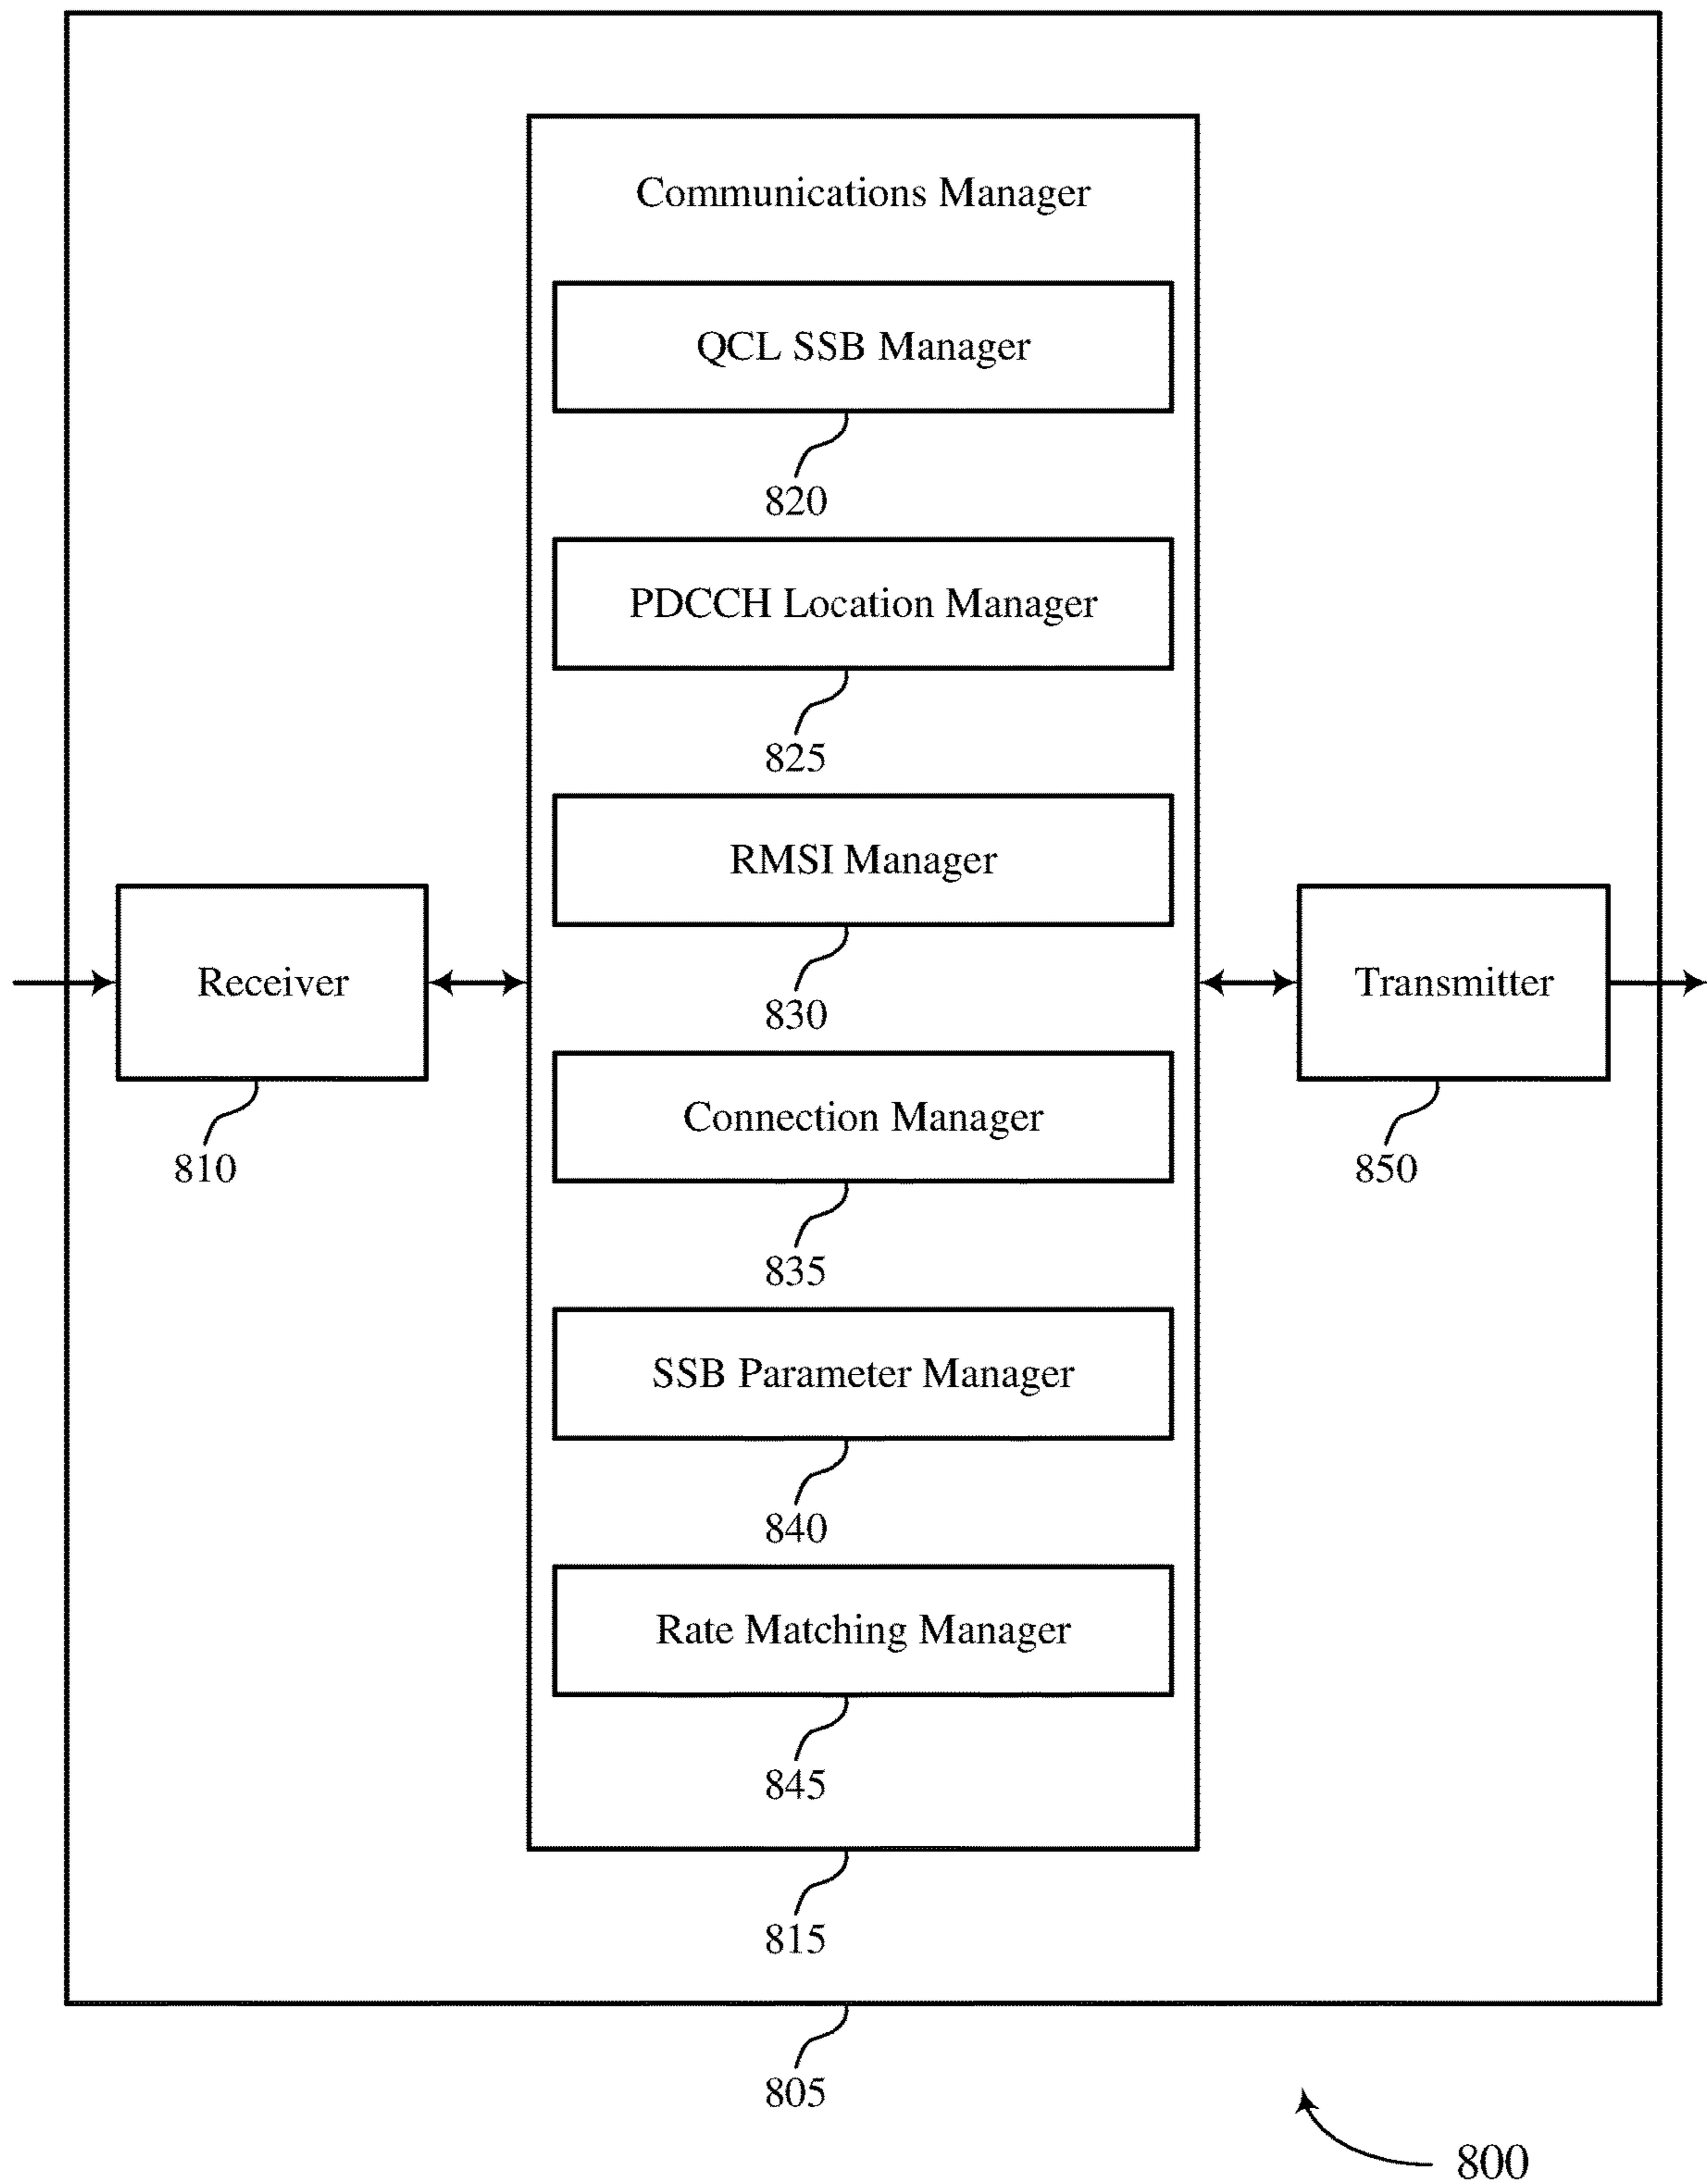 Communications Manager
QCL SSB Manager
820
PDCCH Location Manager
825
RMSI Manager
Receiver
Transmitter
830
Connection Manager
810
850
835
SSB Parameter Manager
840
Rate Matching Manager
845
815
805
800